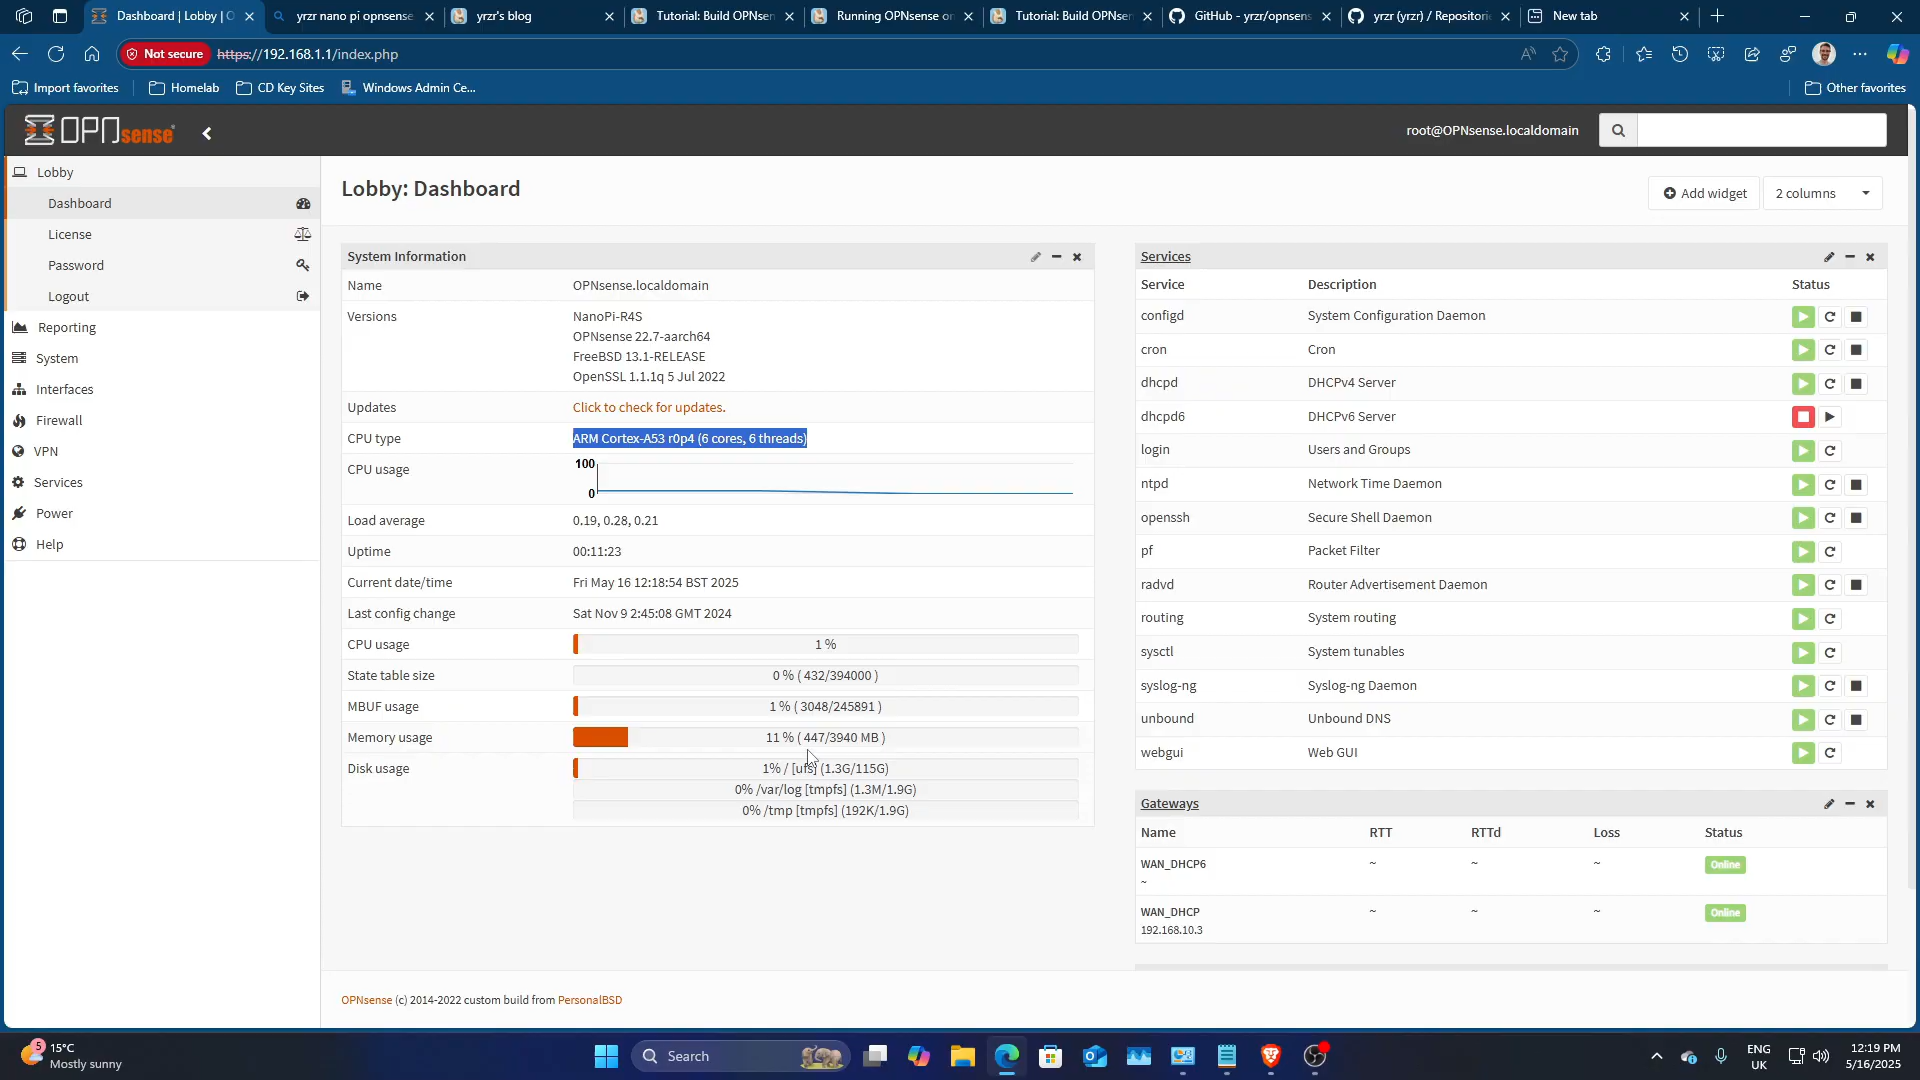 Dashboard | Lobby | O
yrzr nano pi opnsense
yrzr's blog
Tutorial: Build OPNsen
Running OPNsense on
Tutorial: Build OPNsen
GitHub - yrzr/opnsens
yrzr (yrzr) / Repositori
New tab
Not secure https://192.168.1.1/index.php
Import favorites
Homelab
CD Key Sites
Windows Admin Ce...
Other favorites
OPNsense
root@OPNsense.localdomain
Lobby
Dashboard
License
Password
Logout
Reporting
System
Interfaces
Firewall
VPN
Services
Power
Help
Lobby: Dashboard
Add widget
2 columns
System Information
Name OPNsense.localdomain
Versions NanoPi-R4S
OPNsense 22.7-aarch64
FreeBSD 13.1-RELEASE
OpenSSL 1.1.1q 5 Jul 2022
Updates Click to check for updates.
CPU type ARM Cortex-A53 r0p4 (6 cores, 6 threads)
CPU usage 100
0
Load average 0.19, 0.28, 0.21
Uptime 00:11:23
Current date/time Fri May 16 12:18:54 BST 2025
Last config change Sat Nov 9 2:45:08 GMT 2024
CPU usage 1 %
State table size 0 % ( 432/394000 )
MBUF usage 1 % ( 3048/245891 )
Memory usage 11 % ( 447/3940 MB )
Disk usage 1% / [ufs] (1.3G/115G)
0% /var/log [tmpfs] (1.3M/1.9G)
0% /tmp [tmpfs] (192K/1.9G)
Services
Service Description Status
configd System Configuration Daemon
cron Cron
dhcpd DHCPv4 Server
dhcpd6 DHCPv6 Server
login Users and Groups
ntpd Network Time Daemon
openssh Secure Shell Daemon
pf Packet Filter
radvd Router Advertisement Daemon
routing System routing
sysctl System tunables
syslog-ng Syslog-ng Daemon
unbound Unbound DNS
webgui Web GUI
Gateways
Name RTT RTTd Loss Status
WAN_DHCP6 ~ ~ ~ Online
~
WAN_DHCP ~ ~ ~ Online
192.168.10.3
OPNsense (c) 2014-2022 custom build from PersonalBSD
5
15°C
Mostly sunny
Search
ENG
UK
12:19 PM
5/16/2025